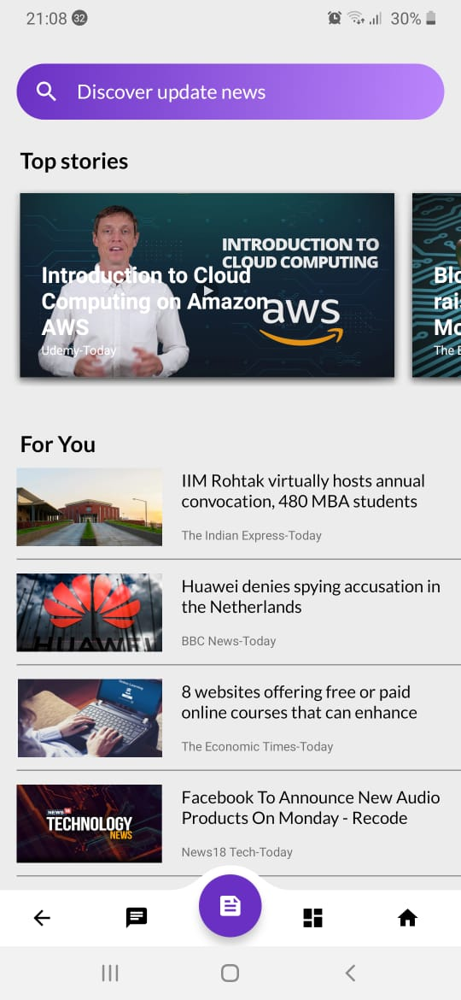 21:08 32 30%
Discover update news
Top stories
INTRODUCTION TO
CLOUD COMPUTING
Introduction to Cloud
Computing on Amazon
AWS
aws
Udemy-Today
Blo
rai
Mo
The E
For You
IIM Rohtak virtually hosts annual
convocation, 480 MBA students
The Indian Express-Today
HUAWEI
Huawei denies spying accusation in
the Netherlands
BBC News-Today
8 websites offering free or paid
online courses that can enhance
The Economic Times-Today
NEWS18
TECHNOLOGY
NEWS
Facebook To Announce New Audio
Products On Monday - Recode
News18 Tech-Today